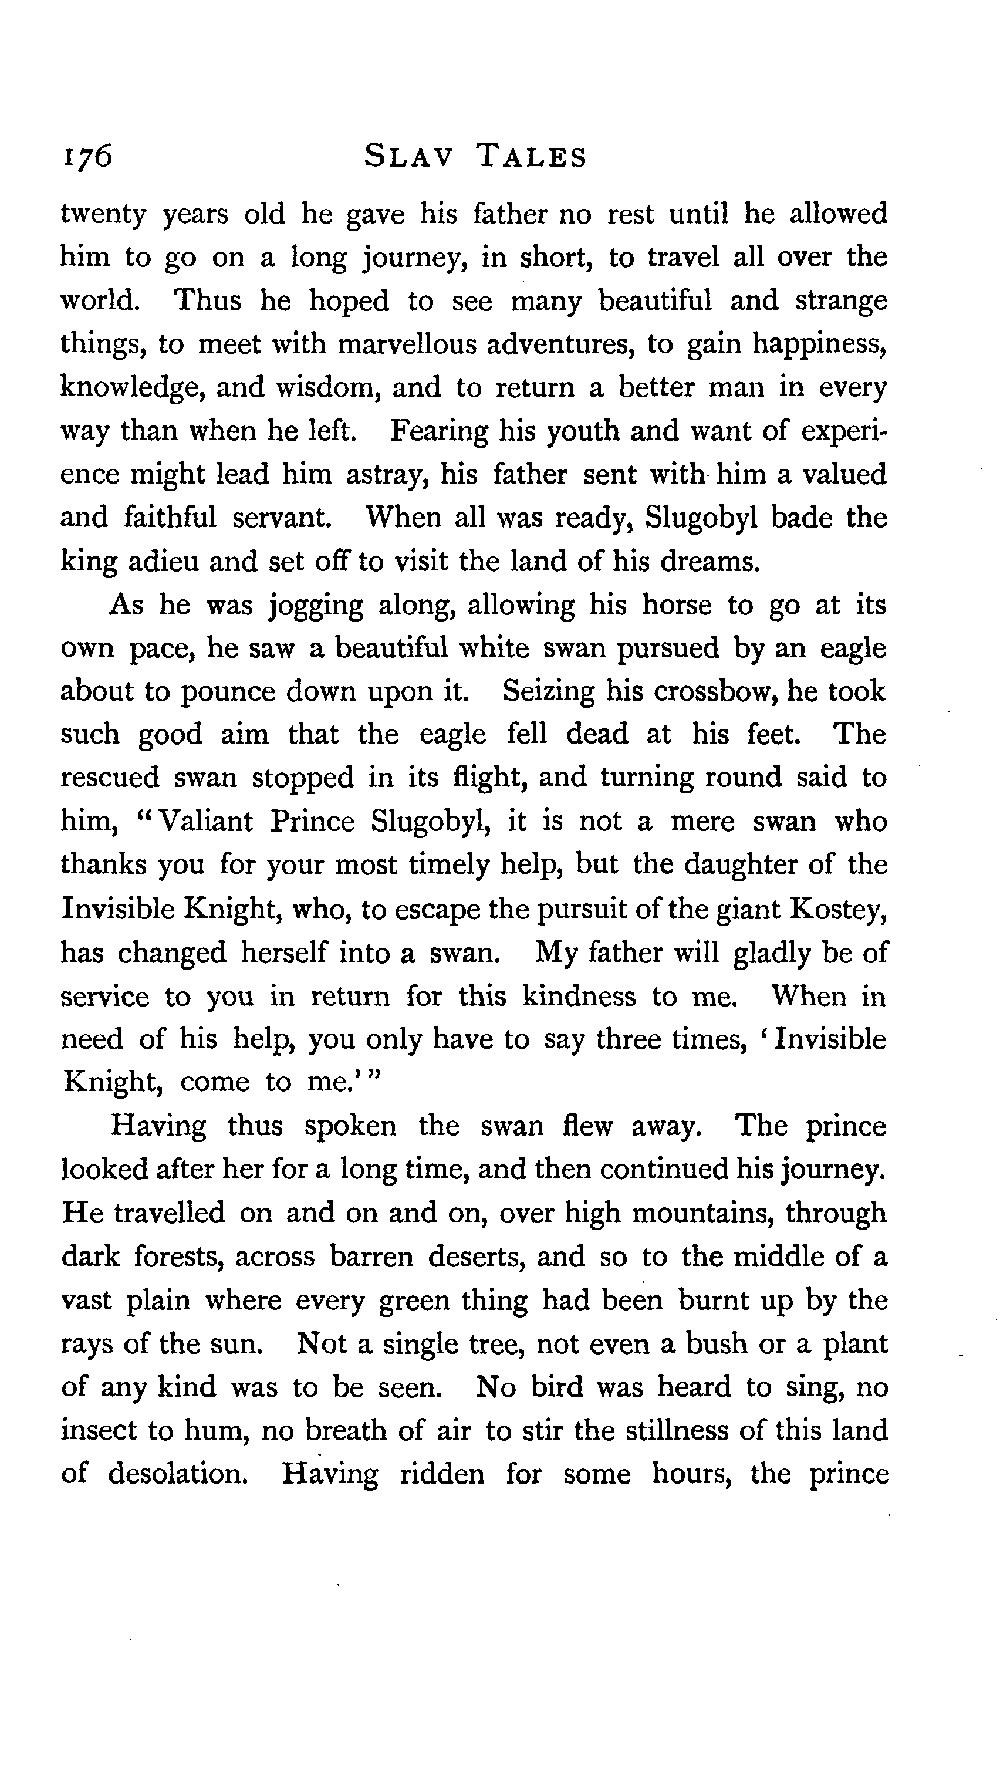 176 SLAV TALES
twenty years old he gave his father no rest until he allowed
him to go on a long journey, in short, to travel all over the
world. Thus he hoped to see many beautiful and strange
things, to meet with marvellous adventures, to gain happiness,
knowledge, and wisdom, and to return a better man in every
way than when he left. Fearing his youth and want of experi-
ence might lead him astray, his father sent with him a valued
and faithful servant. When all was ready, Slugobyl bade the
king adieu and set off to visit the land of his dreams.
As he was jogging along, allowing his horse to go at its
own pace, he saw a beautiful white swan pursued by an eagle
about to pounce down upon it. Seizing his crossbow, he took
such good aim that the eagle fell dead at his feet. The
rescued swan stopped in its flight, and turning round said to
him, “Valiant Prince Slugobyl, it is not a mere swan who
thanks you for your most timely help, but the daughter of the
Invisible Knight, who, to escape the pursuit of the giant Kostey,
has changed herself into a swan. My father will gladly be of
service to you in return for this kindness to me. When in
need of his help, you only have to say three times, ‘Invisible
Knight, come to me.’”
Having thus spoken the swan flew away. The prince
looked after her for a long time, and then continued his journey.
He travelled on and on and on, over high mountains, through
dark forests, across barren deserts, and so to the middle of a
vast plain where every green thing had been burnt up by the
rays of the sun. Not a single tree, not even a bush or a plant
of any kind was to be seen. No bird was heard to sing, no
insect to hum, no breath of air to stir the stillness of this land
of desolation. Having ridden for some hours, the prince